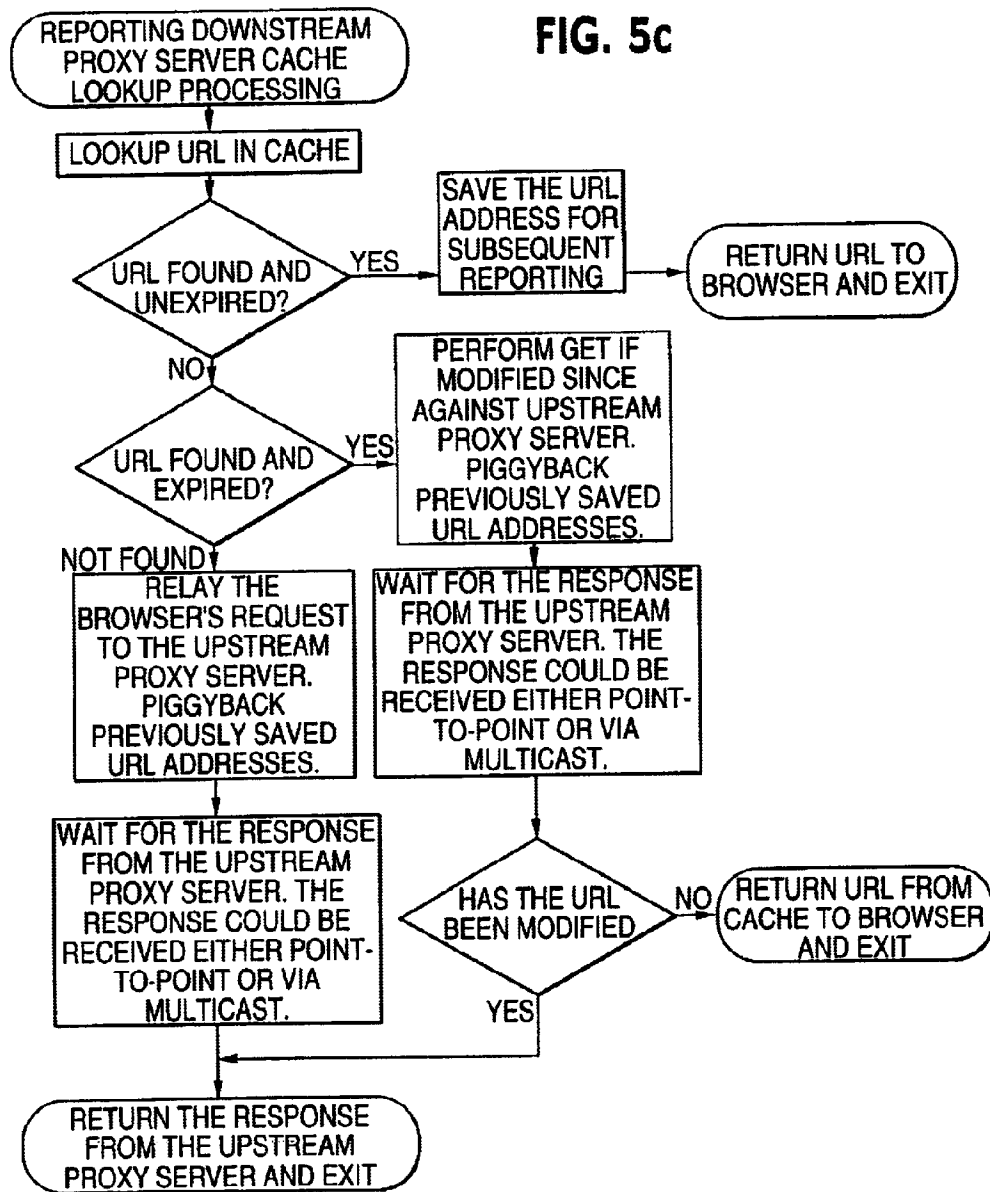 FIG. 5c
REPORTING DOWNSTREAM
PROXY SERVER CACHE
LOOKUP PROCESSING
LOOKUP URL IN CACHE
URL FOUND AND
UNEXPIRED?
YES
SAVE THE URL
ADDRESS FOR
SUBSEQUENT
REPORTING
RETURN URL TO
BROWSER AND EXIT
NO
URL FOUND AND
EXPIRED?
YES
PERFORM GET IF
MODIFIED SINCE
AGAINST UPSTREAM
PROXY SERVER.
PIGGYBACK
PREVIOUSLY SAVED
URL ADDRESSES.
NOT FOUND
RELAY THE
BROWSER'S REQUEST
TO THE UPSTREAM
PROXY SERVER.
PIGGYBACK
PREVIOUSLY SAVED
URL ADDRESSES.
WAIT FOR THE RESPONSE
FROM THE UPSTREAM
PROXY SERVER. THE
RESPONSE COULD BE
RECEIVED EITHER POINT-
TO-POINT OR VIA
MULTICAST.
WAIT FOR THE RESPONSE
FROM THE UPSTREAM
PROXY SERVER. THE
RESPONSE COULD BE
RECEIVED EITHER POINT-
TO-POINT OR VIA
MULTICAST.
HAS THE URL
BEEN MODIFIED
NO
RETURN URL FROM
CACHE TO BROWSER
AND EXIT
YES
RETURN THE RESPONSE
FROM THE UPSTREAM
PROXY SERVER AND EXIT